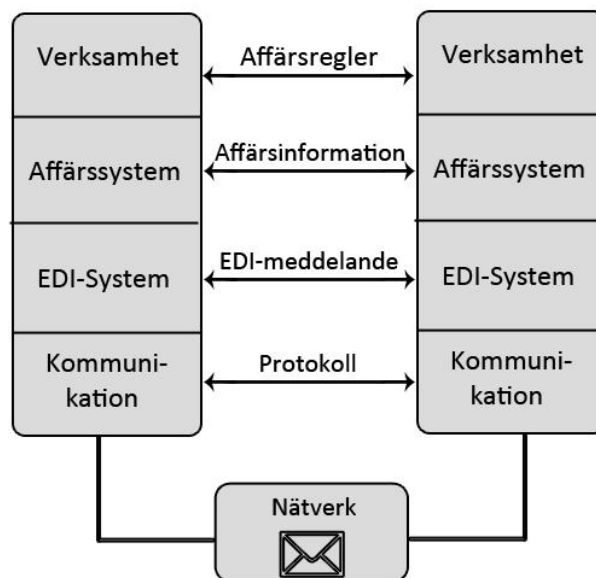 Verksamhet
Affärsregler
Verksamhet
Affärssystem
Affärsinformation
Affärssystem
EDI-System
EDI-meddelande
EDI-System
Kommuni-
kation
Protokoll
Kommuni-
kation
Nätverk